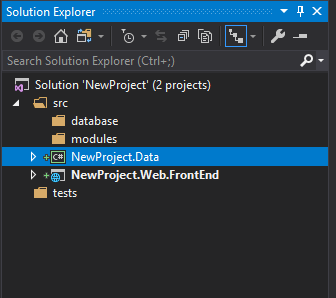 Solution Explorer
Search Solution Explorer (Ctrl+;)
Solution 'NewProject' (2 projects)
src
database
modules
C# NewProject.Data
NewProject.Web.FrontEnd
tests